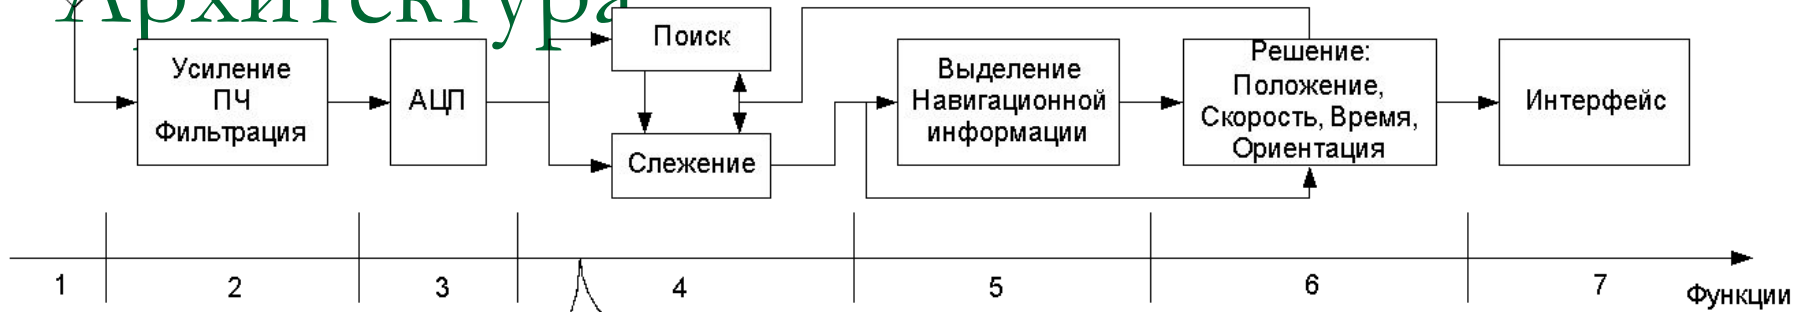 Архитектура
Усиление
ПЧ
Фильтрация
АЦП
Поиск
Слежение
Выделение
Навигационной
информации
Решение:
Положение,
Скорость, Время,
Ориентация
Интерфейс
1
2
3
4
5
6
7
Функции